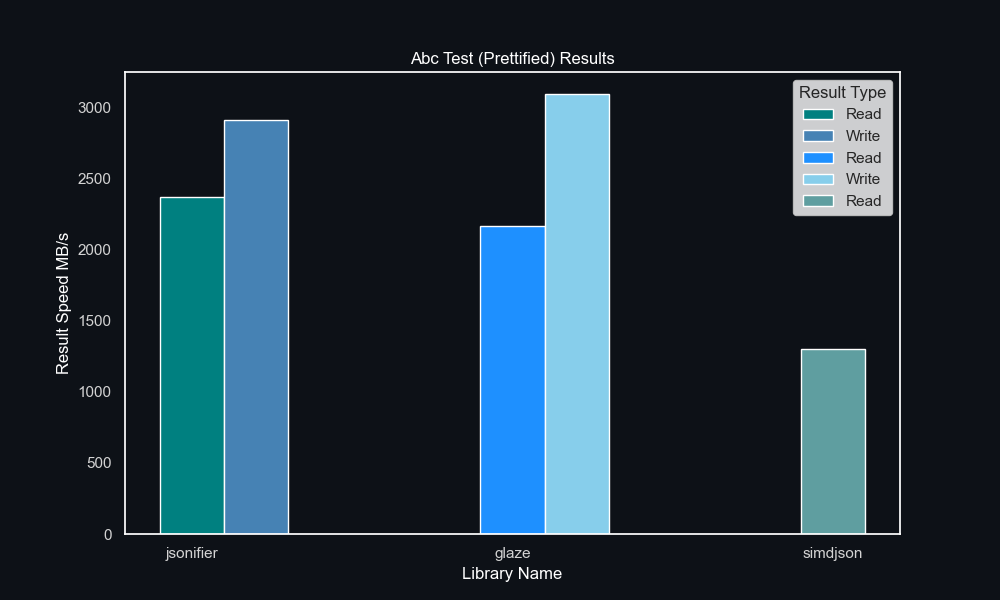 Abc Test (Prettified) Results
Result Speed MB/s
3000
2500
2000
1500
1000
500
0
Result Type
Read
Write
Read
Write
Read
jsonifier
glaze
simdjson
Library Name